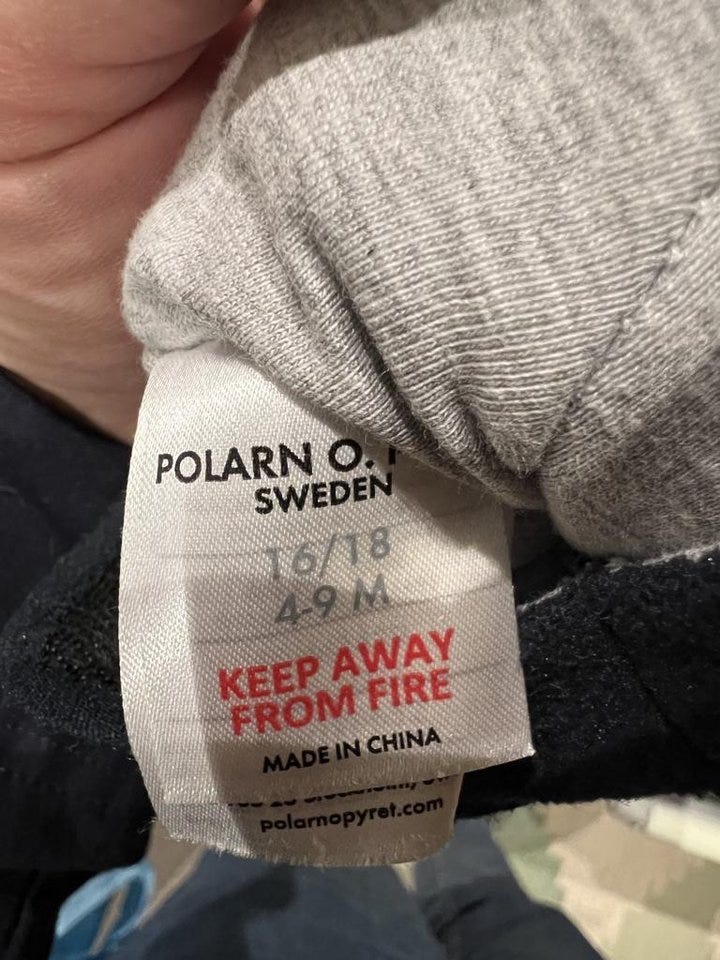 POLARN O.
SWEDEN
16/18
4-9 M
KEEP AWAY
FROM FIRE
MADE IN CHINA
polarnopyret.com